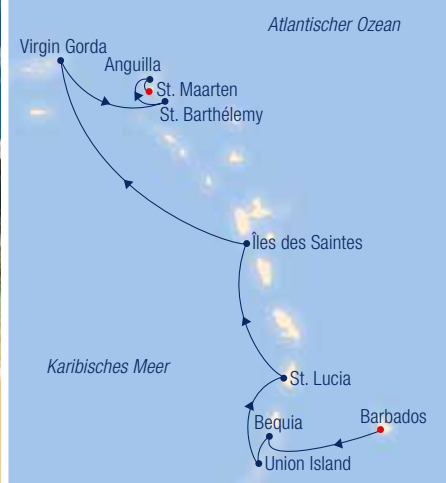 Atlantischer Ozean
Virgin Gorda
Anguilla
St. Maarten
St. Barthélemy
Îles des Saintes
Karibisches Meer
St. Lucia
Barbados
Bequia
Union Island